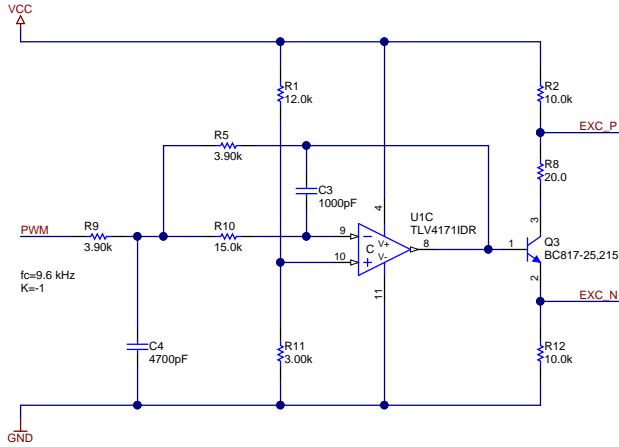 VCC
R1
12.0k
R2
10.0k
EXC_P
R5
3.90k
R8
20.0
C3
1000pF
4
U1C
TLV4171IDR
3
PWM
R9
3.90k
R10
15.0k
9
V+
C
8
1
Q3
BC817-25,215
10
V-
2
fc=9.6 kHz
K=-1
11
EXC_N
C4
4700pF
R11
3.00k
R12
10.0k
GND